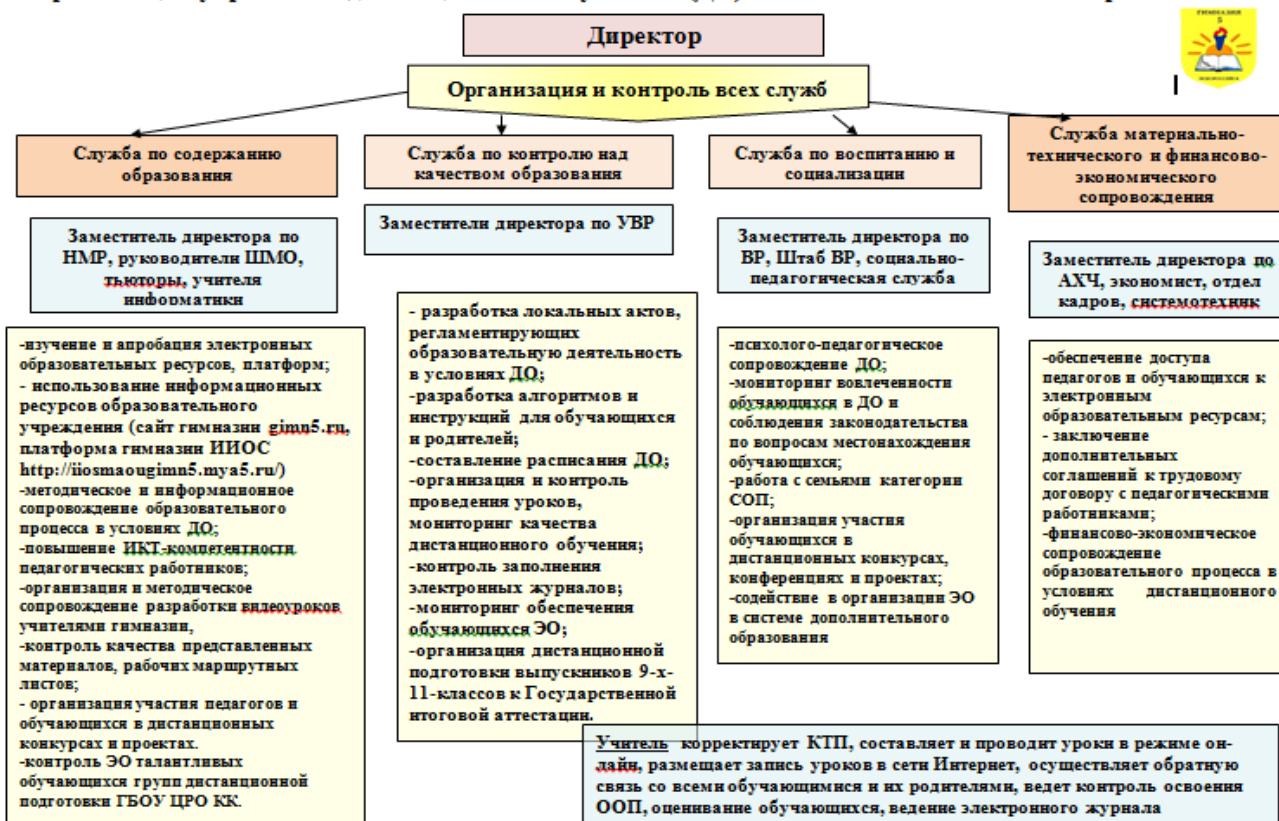 Директор
ГИМНАЗИЯ
5
Организация и контроль всех служб
Служба по содержанию
образования
Служба по контролю над
качеством образования
Служба по воспитанию и
социализации
Служба материально-
технического и финансово-
экономического
сопровождения
Заместитель директора по
НМР, руководители ШМО,
тьюторы, учителя
информатики
Заместители директора по УВР
Заместитель директора по
ВР, Штаб ВР, социально-
педагогическая служба
Заместитель директора по
АХЧ, экономист, отдел
кадров, системотехник
-изучение и апробация электронных
образовательных ресурсов, платформ;
- использование информационных
ресурсов образовательного
учреждения (сайт гимназии gimn5.ru,
платформа гимназии ИИОС
http://iiosmaougimn5.mya5.ru/)
-методическое и информационное
сопровождение образовательного
процесса в условиях ДО;
-повышение ИКТ-компетентности
педагогических работников;
-организация и методическое
сопровождение разработки видеоуроков
учителями гимназии,
-контроль качества представленных
материалов, рабочих маршрутных
листов;
- организация участия педагогов и
обучающихся в дистанционных
конкурсах и проектах.
-контроль ЭО талантливых
обучающихся групп дистанционной
подготовки ГБОУ ЦРО КК.
- разработка локальных актов,
регламентирующих
образовательную деятельность
в условиях ДО;
-разработка алгоритмов и
инструкций для обучающихся
и родителей;
-составление расписания ДО;
-организация и контроль
проведения уроков,
мониторинг качества
дистанционного обучения;
-контроль заполнения
электронных журналов;
-мониторинг обеспечения
обучающихся ЭО;
-организация дистанционной
подготовки выпускников 9-х-
11-классов к Государственной
итоговой аттестации.
-психолого-педагогическое
сопровождение ДО;
-мониторинг вовлеченности
обучающихся в ДО и
соблюдения законодательства
по вопросам местонахождения
обучающихся;
-работа с семьями категории
СОП;
-организация участия
обучающихся в
дистанционных конкурсах,
конференциях и проектах;
-содействие в организации ЭО
в системе дополнительного
образования
-обеспечение доступа
педагогов и обучающихся к
электронным
образовательным ресурсам;
- заключение
дополнительных
соглашений к трудовому
договору с педагогическими
работниками;
-финансово-экономическое
сопровождение
образовательного процесса в
условиях дистанционного
обучения
Учитель корректирует КТП, составляет и проводит уроки в режиме он-
лайн, размещает запись уроков в сети Интернет, осуществляет обратную
связь со всеми обучающимися и их родителями, ведет контроль освоения
ООП, оценивание обучающихся, ведение электронного журнала